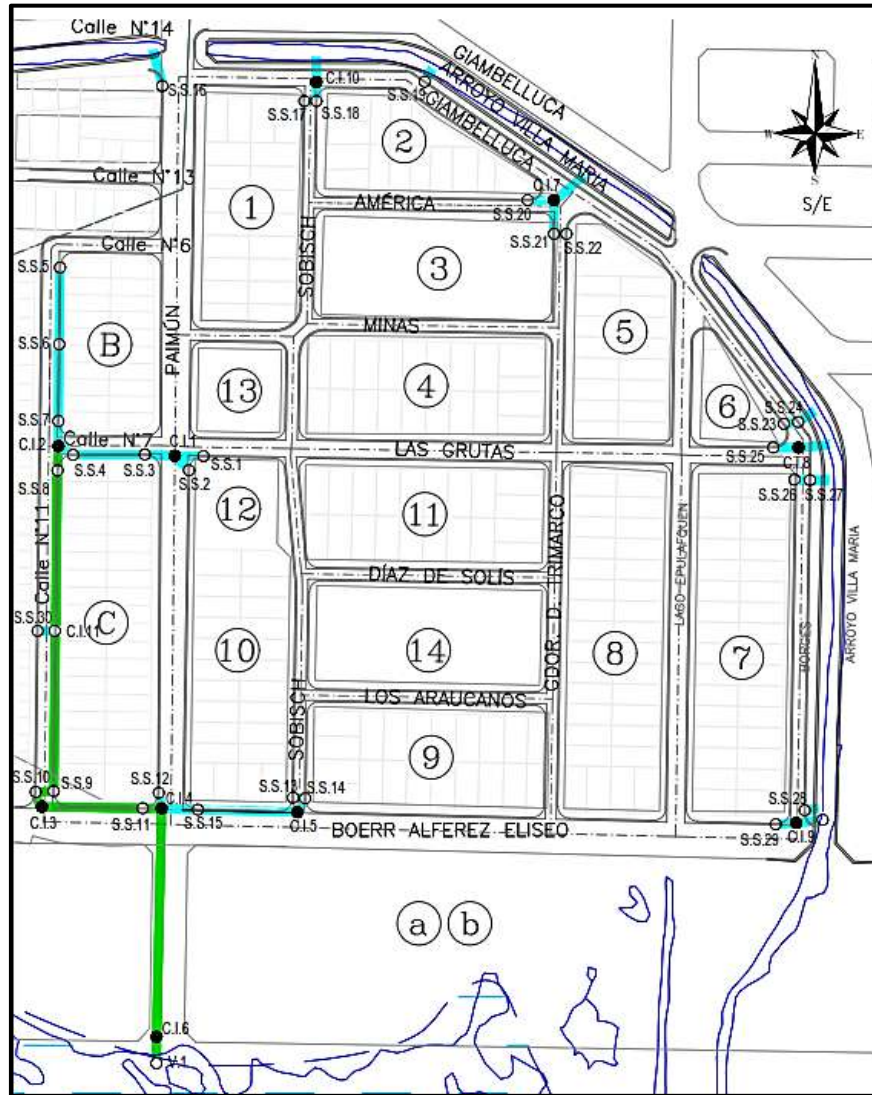 Calle N°14
GIAMBELLUCA
ARROYO VILLA MARIA
C.I.10
S.S.16
S.S.19
GIAMBELLUCA
N
W E
S
S/E
S.S.17
S.S.18
2
Calle N°13
C.I.7
1
AMÉRICA
S.S.20
Calle N°6
S.S.21
S.S.22
S.S.5
SOBISCH
3
PAIMÚN
MINAS
5
S.S.6
B
13
4
6
S.S.24
S.S.7
S.S.23
C.I.2
Calle N°7
C.I.1
LAS GRUTAS
S.S.25
C.I.8
S.S.4
S.S.3
S.S.1
S.S.2
S.S.8
S.S.26
S.S.27
12
11
Calle N°11
GDOR. D. TRIMARCO
LAGO EPULAFQUEN
DÍAZ DE SOLÍS
S.S.30
C.I.11
C
10
14
8
7
BORGES
ARROYO VILLA MARIA
LOS ARAUCANOS
SOBISCH
9
S.S.10
S.S.9
S.S.12
S.S.13
S.S.14
C.I.3
C.I.4
S.S.11
S.S.15
C.I.5
S.S.28
S.S.29
C.I.9
BOERR ALFEREZ ELISEO
a b
C.I.6
V.1